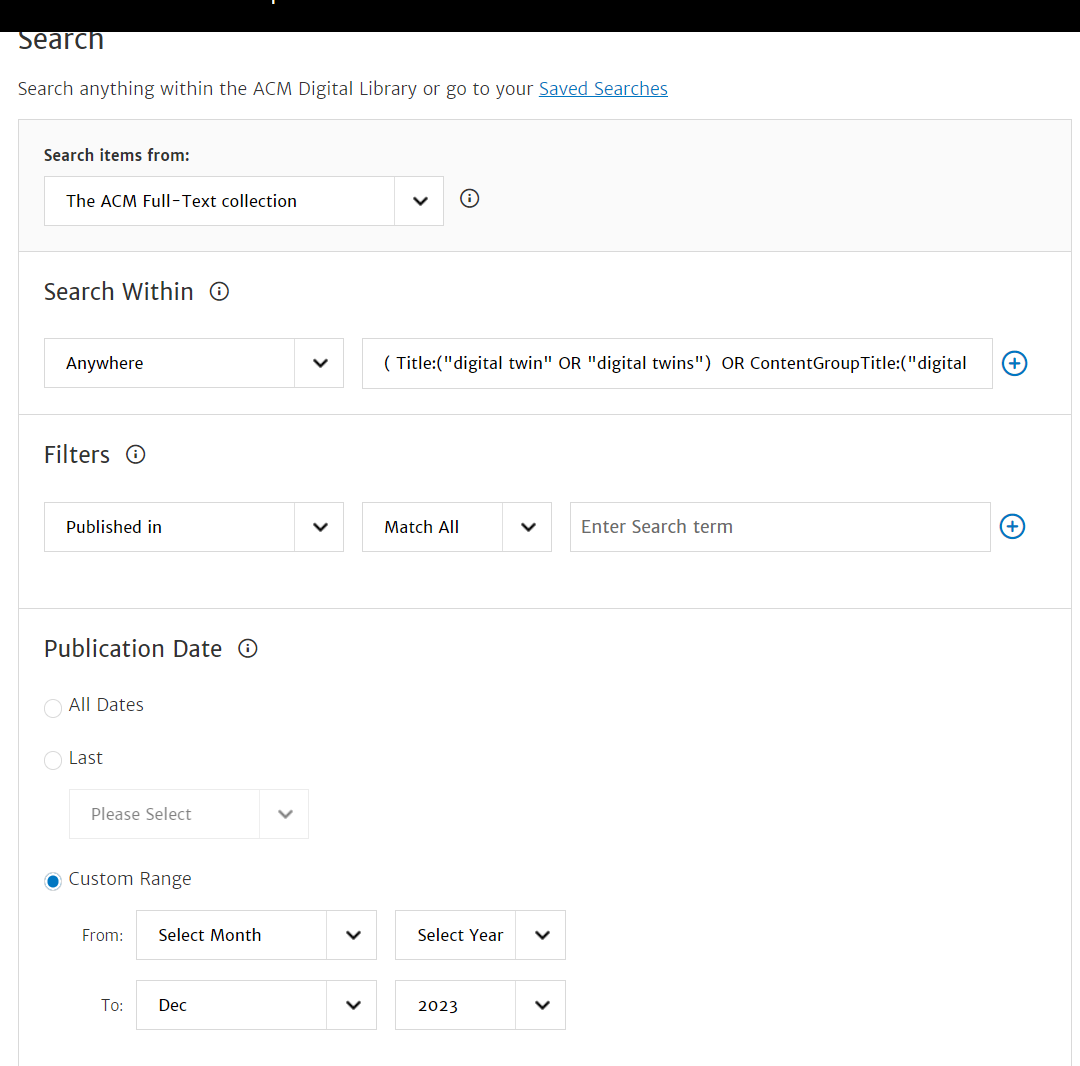 Search
Search anything within the ACM Digital Library or go to your Saved Searches
Search items from:
The ACM Full-Text collection
Search Within
Anywhere
( Title:("digital twin" OR "digital twins")  OR ContentGroupTitle:("digital
Filters
Published in
Match All
Enter Search term
Publication Date
All Dates
Last
Please Select
Custom Range
From:
Select Month
Select Year
To:
Dec
2023